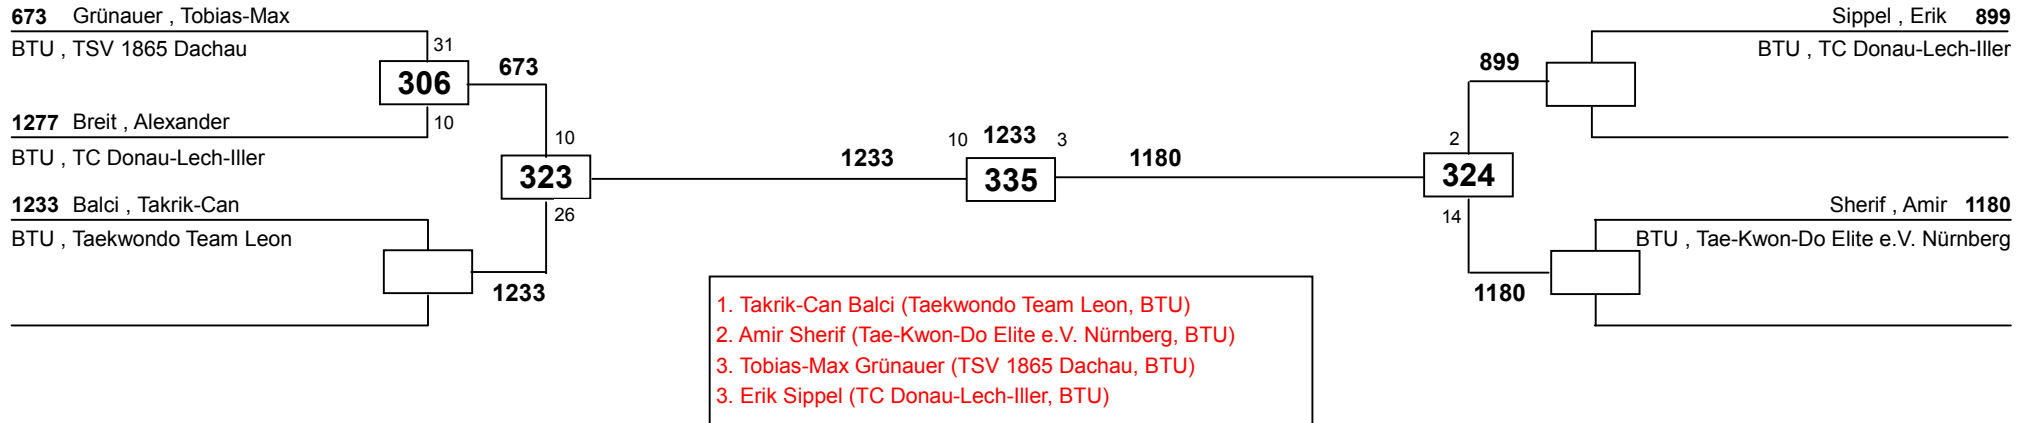 673 Grünauer , Tobias-Max
BTU , TSV 1865 Dachau
31
306
673
10
1277 Breit , Alexander
BTU , TC Donau-Lech-Iller
10
323
26
1233 Balci , Takrik-Can
BTU , Taekwondo Team Leon
1233
1233
10 1233 3
335
1180
Sippel , Erik 899
BTU , TC Donau-Lech-Iller
899
2
324
14
Sherif , Amir 1180
BTU , Tae-Kwon-Do Elite e.V. Nürnberg
1180
1. Takrik-Can Balci (Taekwondo Team Leon, BTU)
2. Amir Sherif (Tae-Kwon-Do Elite e.V. Nürnberg, BTU)
3. Tobias-Max Grünauer (TSV 1865 Dachau, BTU)
3. Erik Sippel (TC Donau-Lech-Iller, BTU)